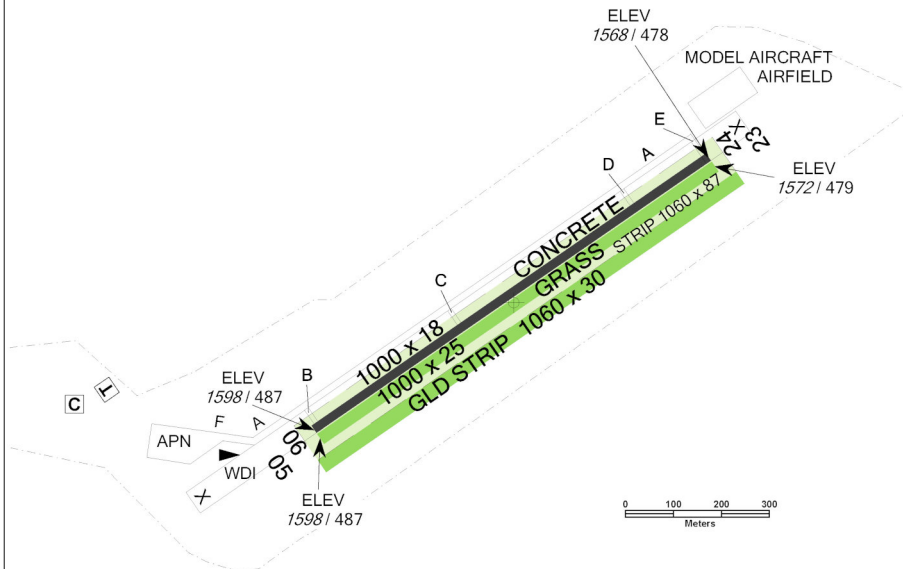 ELEV
1568 / 478
MODEL AIRCRAFT
AIRFIELD
E
X
24
23
A
D
ELEV
1572 / 479
CONCRETE
GRASS
STRIP 1060 x 87
C
1000 x 18
1000 x 25
GLD STRIP 1060 x 30
ELEV
1598 / 487
B
T
C
F
A
APN
WDI
06
05
X
ELEV
1598 / 487
0 100 200 300
Meters